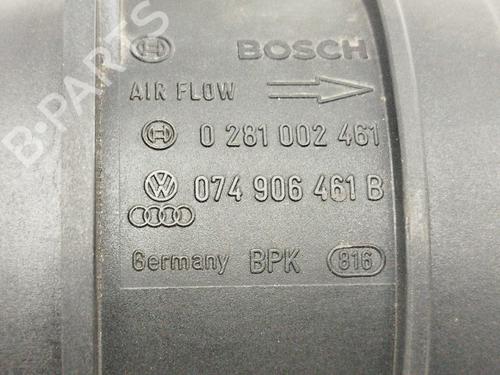 BOSCH
AIR FLOW
0 281 002 461
074 906 461 B
Germany BPK 816
B-PARTS